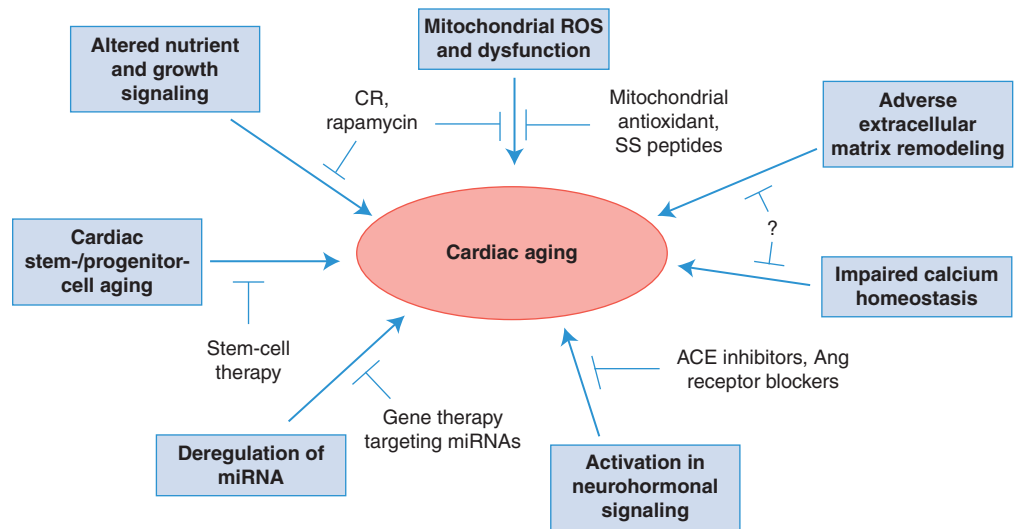 Altered nutrient
and growth
signaling
Mitochondrial ROS
and dysfunction
CR,
rapamycin
Mitochondrial
antioxidant,
SS peptides
Adverse
extracellular
matrix remodeling
Cardiac
stem-/progenitor-
cell aging
Cardiac aging
?
Impaired calcium
homeostasis
Stem-cell
therapy
ACE inhibitors, Ang
receptor blockers
Gene therapy
targeting miRNAs
Deregulation of
miRNA
Activation in
neurohormonal
signaling